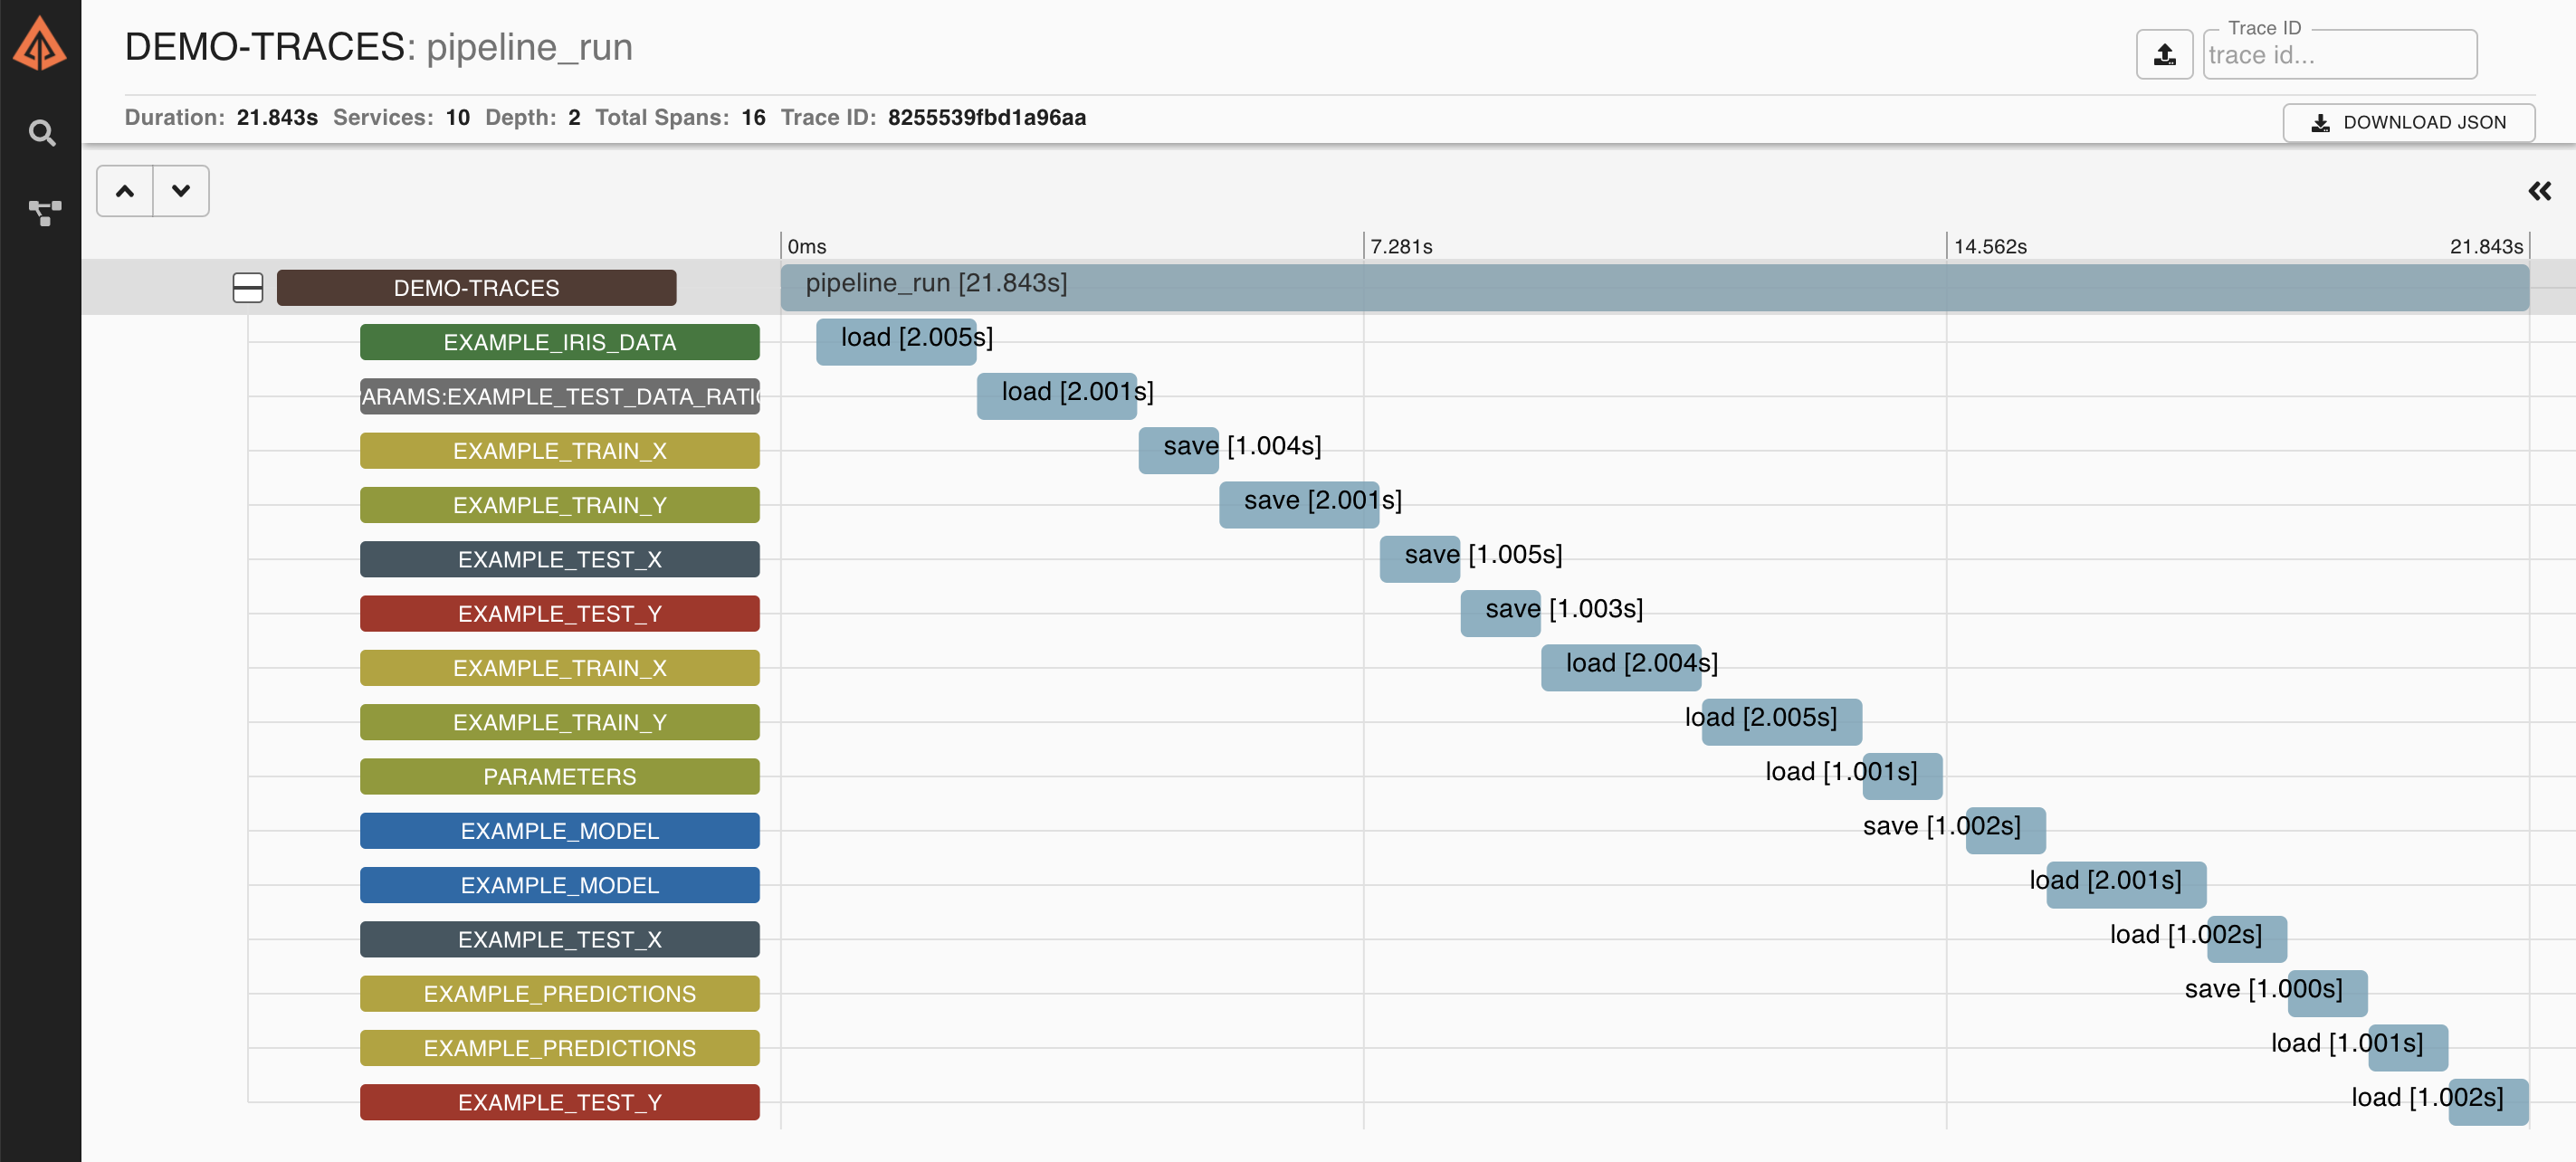 DEMO-TRACES: pipeline_run
Trace ID
trace id...
Duration: 21.843s Services: 10 Depth: 2 Total Spans: 16 Trace ID: 8255539fbd1a96aa
DOWNLOAD JSON
0ms 7.281s 14.562s 21.843s
DEMO-TRACES pipeline_run [21.843s]
EXAMPLE_IRIS_DATA load [2.005s]
ARAMS:EXAMPLE_TEST_DATA_RATIO load [2.001s]
EXAMPLE_TRAIN_X save [1.004s]
EXAMPLE_TRAIN_Y save [2.001s]
EXAMPLE_TEST_X save [1.005s]
EXAMPLE_TEST_Y save [1.003s]
EXAMPLE_TRAIN_X load [2.004s]
EXAMPLE_TRAIN_Y load [2.005s]
PARAMETERS load [1.001s]
EXAMPLE_MODEL save [1.002s]
EXAMPLE_MODEL load [2.001s]
EXAMPLE_TEST_X load [1.002s]
EXAMPLE_PREDICTIONS save [1.000s]
EXAMPLE_PREDICTIONS load [1.001s]
EXAMPLE_TEST_Y load [1.002s]